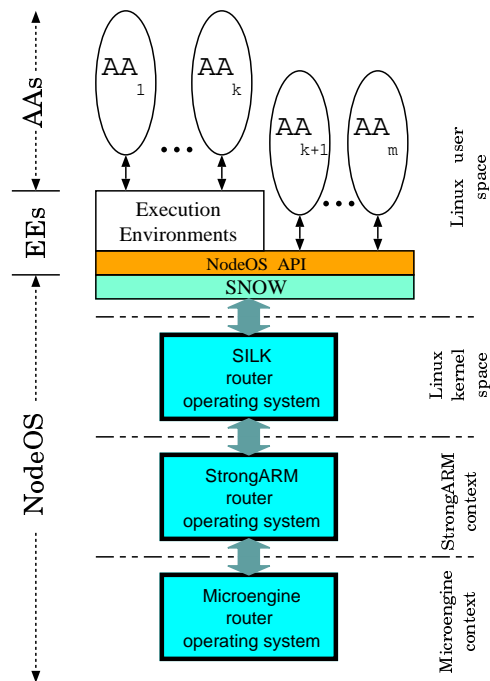 AA 1
AA k
AA k+1
AA m
...
...
AAs
Linux user
space
Execution
Environments
EEs
NodeOS API
SNOW
SILK
router
operating system
Linux
kernel
space
NodeOS
StrongARM
router
operating system
StrongARM
context
Microengine
router
operating system
Microengine
context